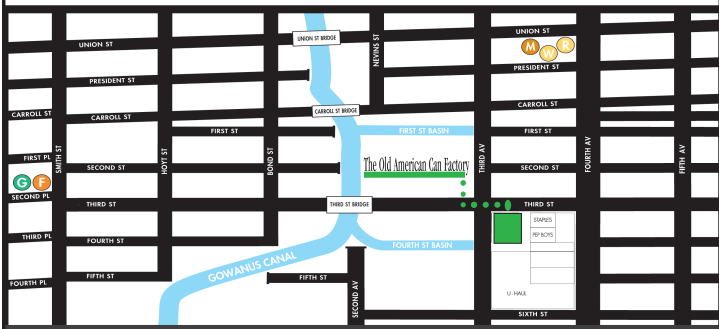 UNION ST
UNION ST BRIDGE
NEVINS ST
UNION ST
M W R
PRESIDENT ST
PRESIDENT ST
CARROLL ST
CARROLL ST
CARROLL ST BRIDGE
CARROLL ST
FIRST ST
FIRST ST BASIN
FIRST ST
FIRST PL
SMITH ST
HOYT ST
BOND ST
THIRD AV
FOURTH AV
FIFTH AV
SECOND ST
The Old American Can Factory
SECOND ST
G F
SECOND PL
THIRD ST
THIRD ST BRIDGE
THIRD ST
STAPLES
PEP BOYS
THIRD PL
FOURTH ST
FOURTH ST BASIN
GOWANUS CANAL
FOURTH PL
FIFTH ST
FIFTH ST
SECOND AV
U - HAUL
SIXTH ST